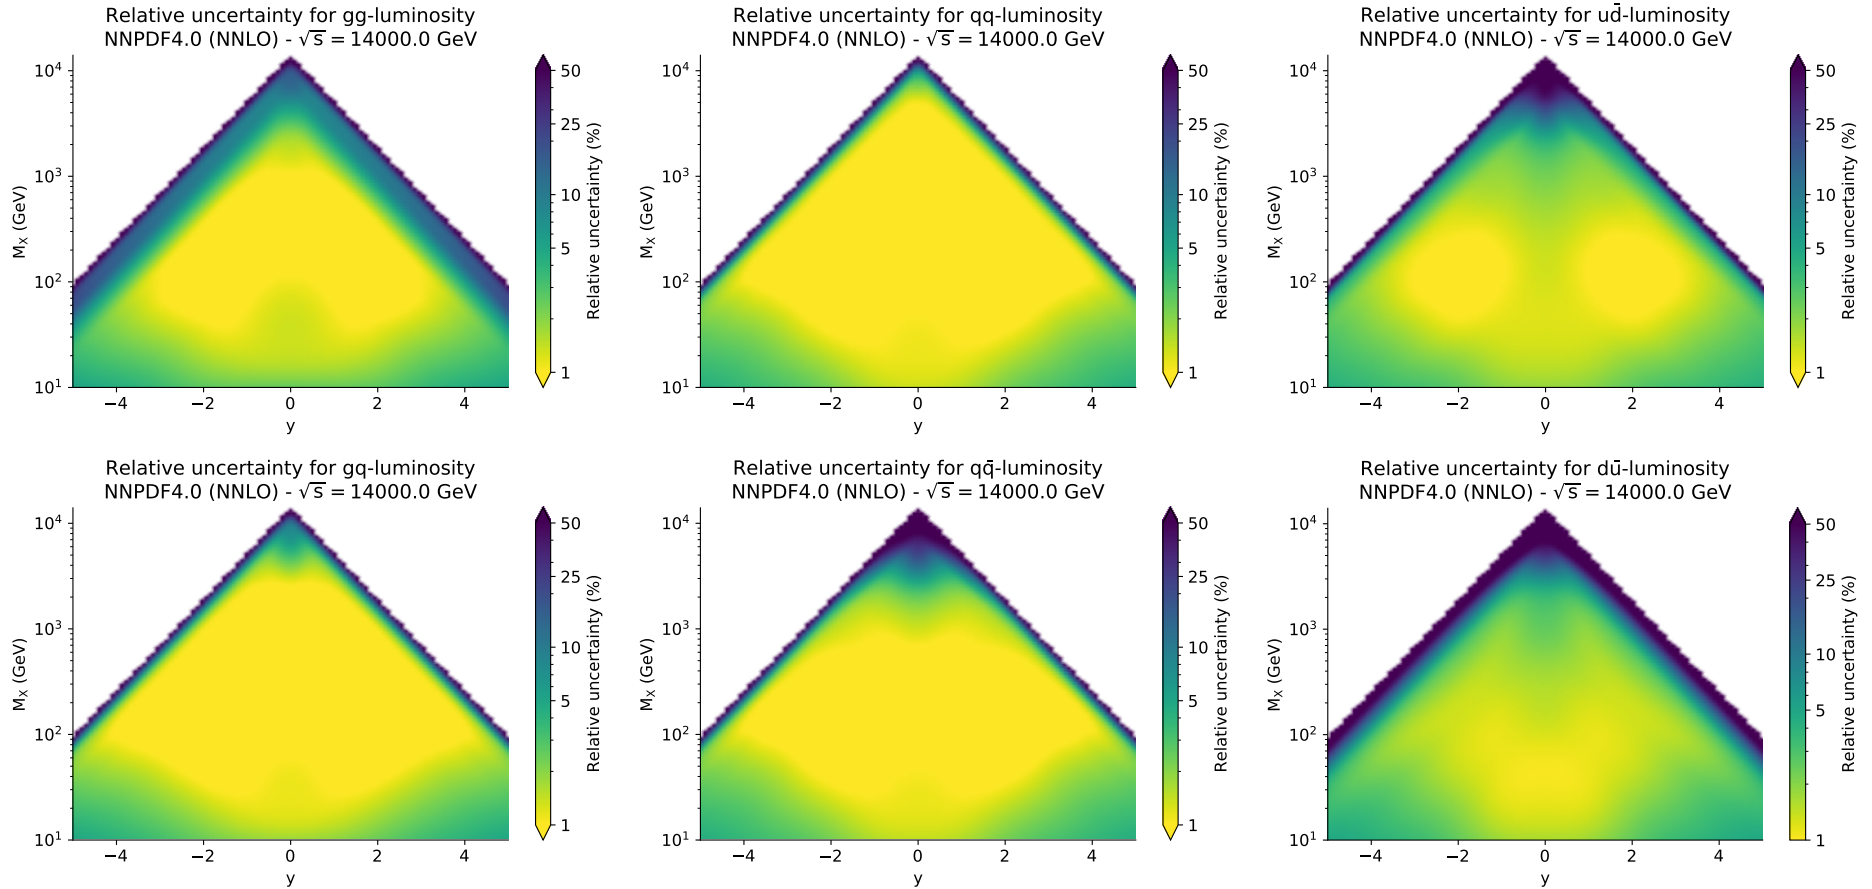 Relative uncertainty for gg-luminosity
NNPDF4.0 (NNLO) - √s = 14000.0 GeV
10⁴
10³
10²
10¹
M_X (GeV)
−4 −2 0 2 4
y
50
25
10
5
1
Relative uncertainty (%)
Relative uncertainty for qq-luminosity
NNPDF4.0 (NNLO) - √s = 14000.0 GeV
10⁴
10³
10²
10¹
M_X (GeV)
−4 −2 0 2 4
y
50
25
10
5
1
Relative uncertainty (%)
Relative uncertainty for ud̄-luminosity
NNPDF4.0 (NNLO) - √s = 14000.0 GeV
10⁴
10³
10²
10¹
M_X (GeV)
−4 −2 0 2 4
y
50
25
10
5
1
Relative uncertainty (%)
Relative uncertainty for gq-luminosity
NNPDF4.0 (NNLO) - √s = 14000.0 GeV
10⁴
10³
10²
10¹
M_X (GeV)
−4 −2 0 2 4
y
50
25
10
5
1
Relative uncertainty (%)
Relative uncertainty for qq̄-luminosity
NNPDF4.0 (NNLO) - √s = 14000.0 GeV
10⁴
10³
10²
10¹
M_X (GeV)
−4 −2 0 2 4
y
50
25
10
5
1
Relative uncertainty (%)
Relative uncertainty for dū-luminosity
NNPDF4.0 (NNLO) - √s = 14000.0 GeV
10⁴
10³
10²
10¹
M_X (GeV)
−4 −2 0 2 4
y
50
25
10
5
1
Relative uncertainty (%)